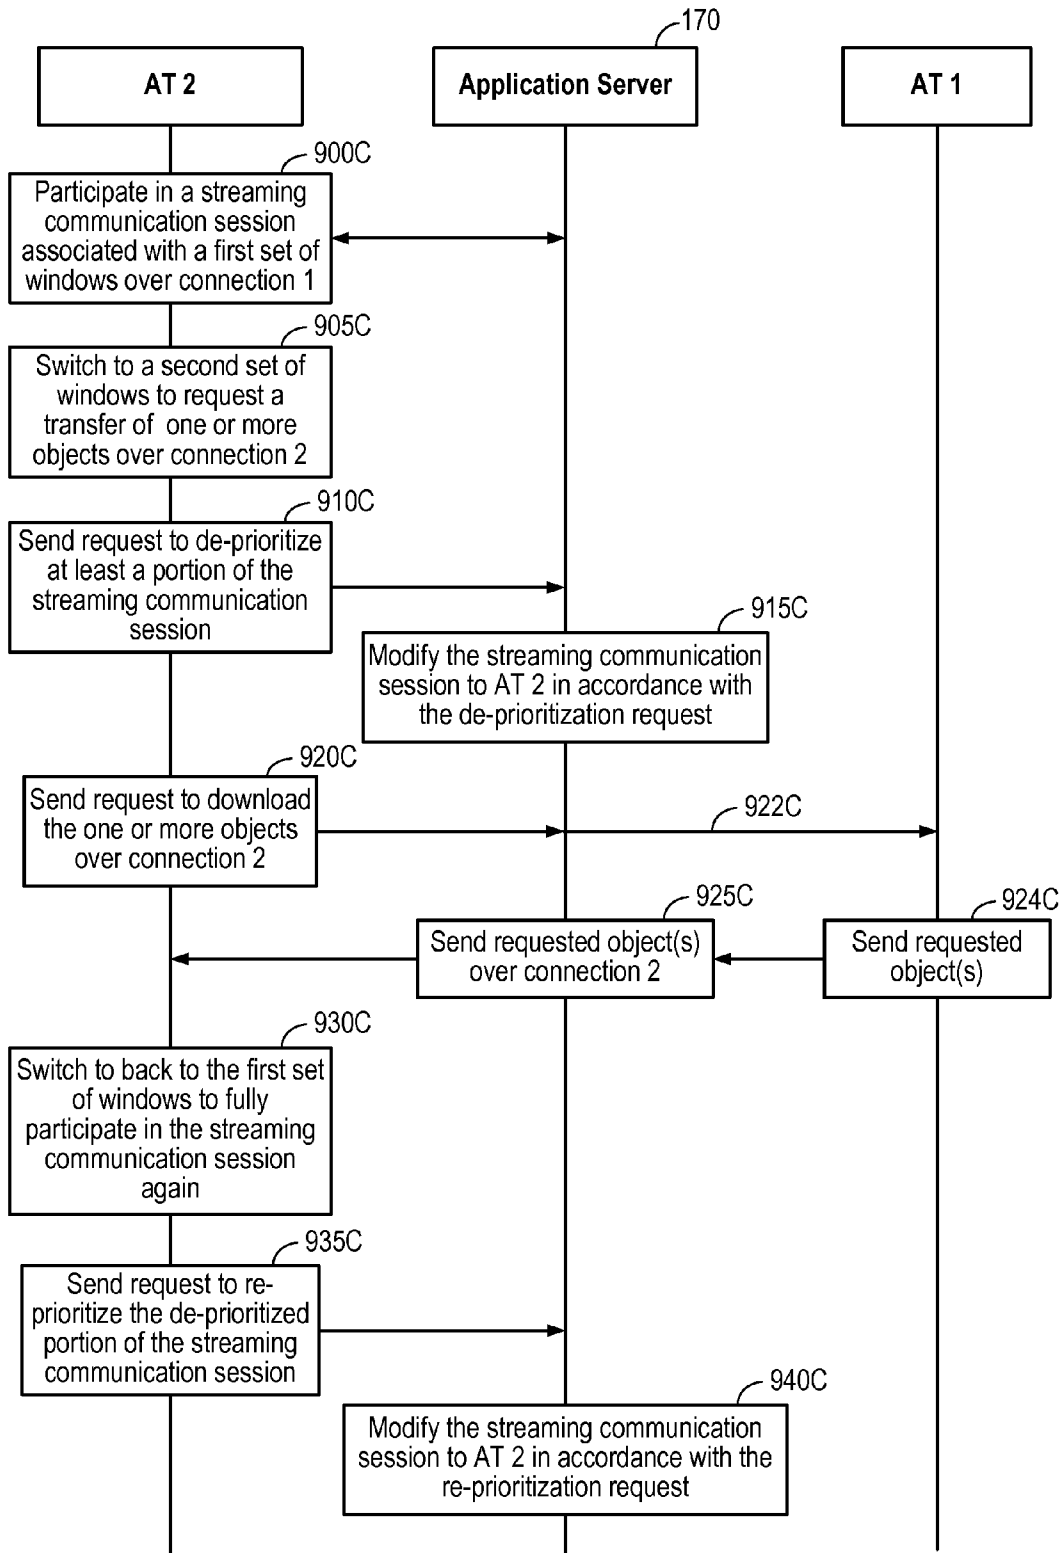 170
AT 2
Application Server
AT 1
900C
Participate in a streaming
communication session
associated with a first set of
windows over connection 1
905C
Switch to a second set of
windows to request a
transfer of one or more
objects over connection 2
910C
Send request to de-prioritize
at least a portion of the
streaming communication
session
915C
Modify the streaming communication
session to AT 2 in accordance with
the de-prioritization request
920C
Send request to download
the one or more objects
over connection 2
922C
925C
Send requested object(s)
over connection 2
924C
Send requested
object(s)
930C
Switch to back to the first set
of windows to fully
participate in the streaming
communication session
again
935C
Send request to re-
prioritize the de-prioritized
portion of the streaming
communication session
940C
Modify the streaming communication
session to AT 2 in accordance with the
re-prioritization request